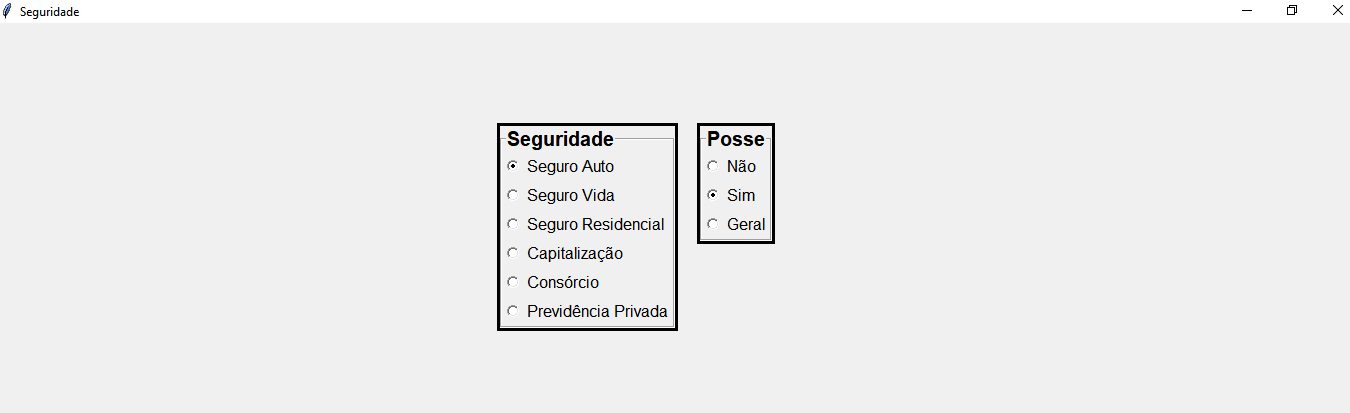 Seguridade
Seguridade
Seguro Auto
Seguro Vida
Seguro Residencial
Capitalização
Consórcio
Previdência Privada
Posse
Não
Sim
Geral